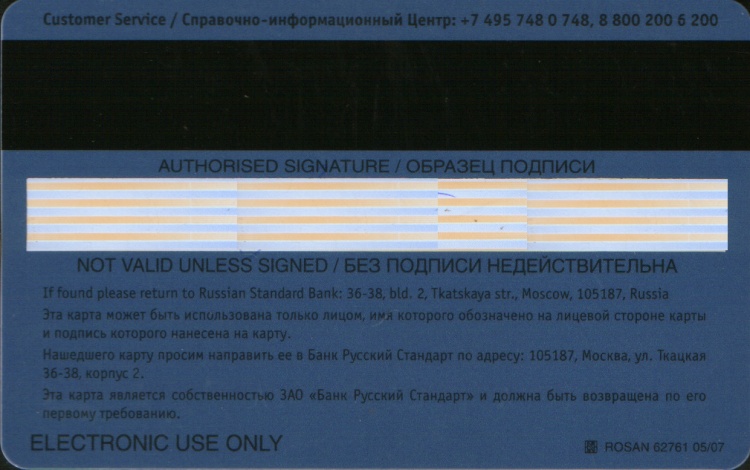 Customer Service / Справочно-информационный Центр: +7 495 748 0 748, 8 800 200 6 200
AUTHORISED SIGNATURE / ОБРАЗЕЦ ПОДПИСИ
NOT VALID UNLESS SIGNED / БЕЗ ПОДПИСИ НЕДЕЙСТВИТЕЛЬНА
If found please return to Russian Standard Bank: 36-38, bld. 2, Tkatskaya str., Moscow, 105187, Russia
Эта карта может быть использована только лицом, имя которого обозначено на лицевой стороне карты
и подпись которого нанесена на карту.
Нашедшего карту просим направить ее в Банк Русский Стандарт по адресу: 105187, Москва, ул. Ткацкая
36-38, корпус 2.
Эта карта является собственностью ЗАО «Банк Русский Стандарт» и должна быть возвращена по его
первому требованию.
ELECTRONIC USE ONLY
ROSAN 62761 05/07